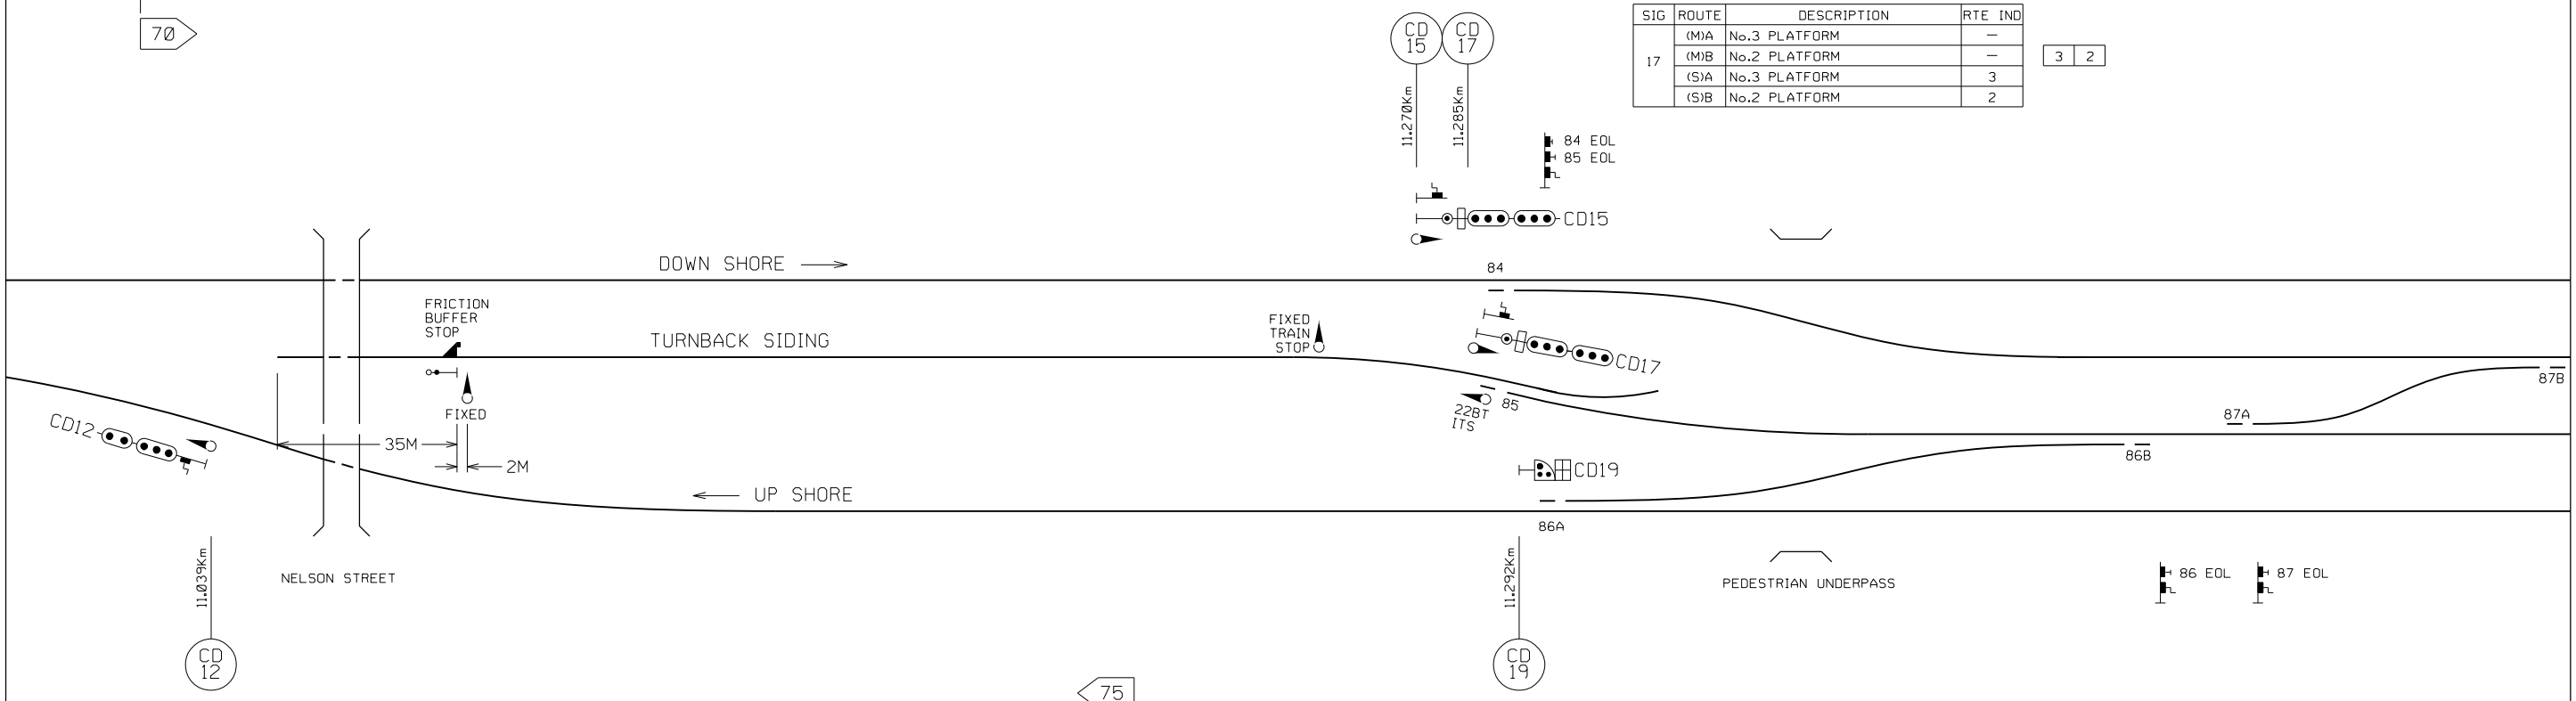 70
CD 15
CD 17
11.270Km
11.285Km
SIG ROUTE DESCRIPTION RTE IND
17
(M)A No.3 PLATFORM —
(M)B No.2 PLATFORM —
(S)A No.3 PLATFORM 3
(S)B No.2 PLATFORM 2
3 2
84 EOL
85 EOL
CD15
DOWN SHORE
84
FRICTION
BUFFER
STOP
TURNBACK SIDING
FIXED
TRAIN
STOP
CD17
87B
FIXED
22BT
ITS
85
87A
CD12
35M
2M
86B
CD19
UP SHORE
86A
11.039Km
NELSON STREET
11.292Km
PEDESTRIAN UNDERPASS
86 EOL
87 EOL
CD
12
CD
19
75